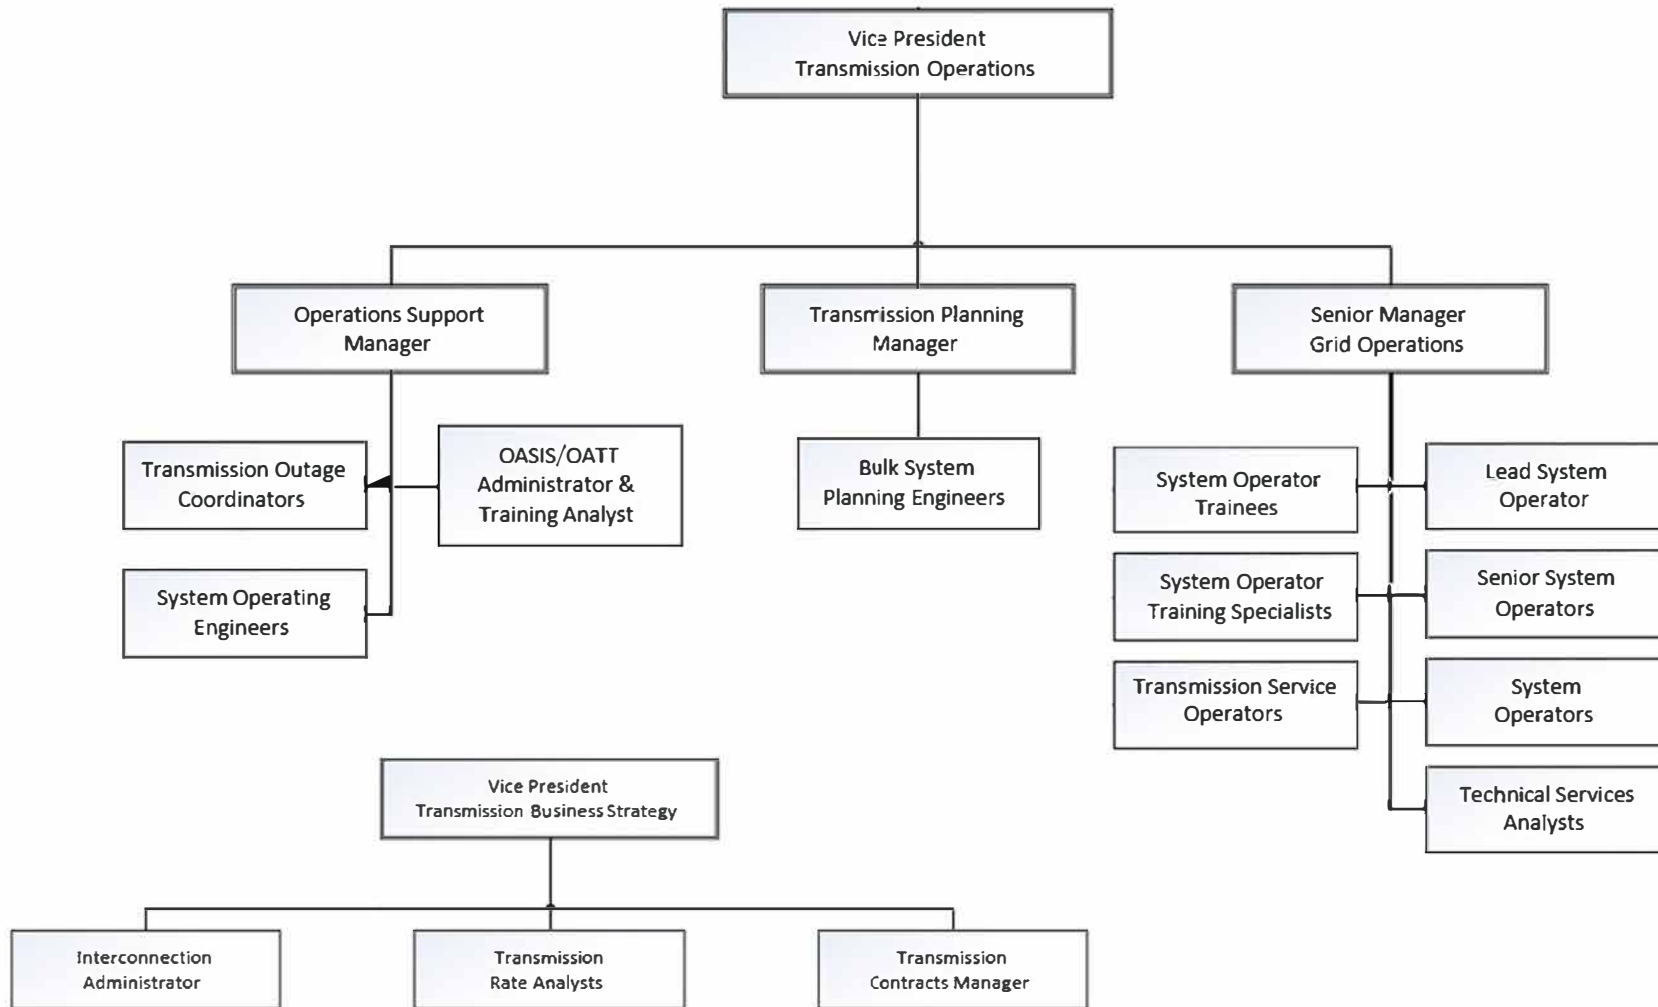 Vice President
Transmission Operations
Operations Support
Manager
Transmission Planning
Manager
Senior Manager
Grid Operations
Transmission Outage
Coordinators
OASIS/OATT
Administrator &
Training Analyst
System Operating
Engineers
Bulk System
Planning Engineers
System Operator
Trainees
Lead System
Operator
System Operator
Training Specialists
Senior System
Operators
Transmission Service
Operators
System
Operators
Technical Services
Analysts
Vice President
Transmission Business Strategy
Interconnection
Administrator
Transmission
Rate Analysts
Transmission
Contracts Manager